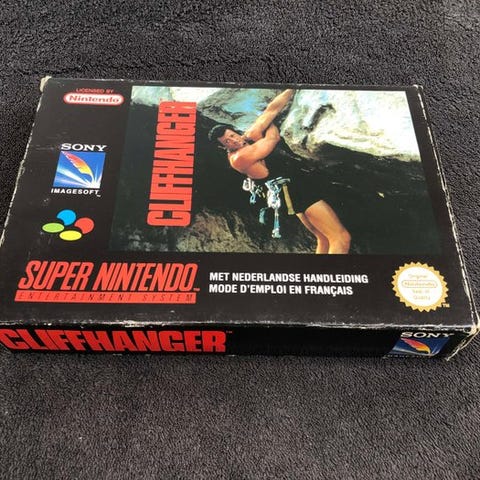 LICENSED BY
Nintendo
SONY
IMAGESOFT
CLIFFHANGER
SUPER NINTENDO
ENTERTAINMENT SYSTEM
MET NEDERLANDSE HANDLEIDING
MODE D'EMPLOI EN FRANÇAIS
Original
Nintendo
Seal of
Quality
CLIFFHANGER
SONY
IMAGESOFT